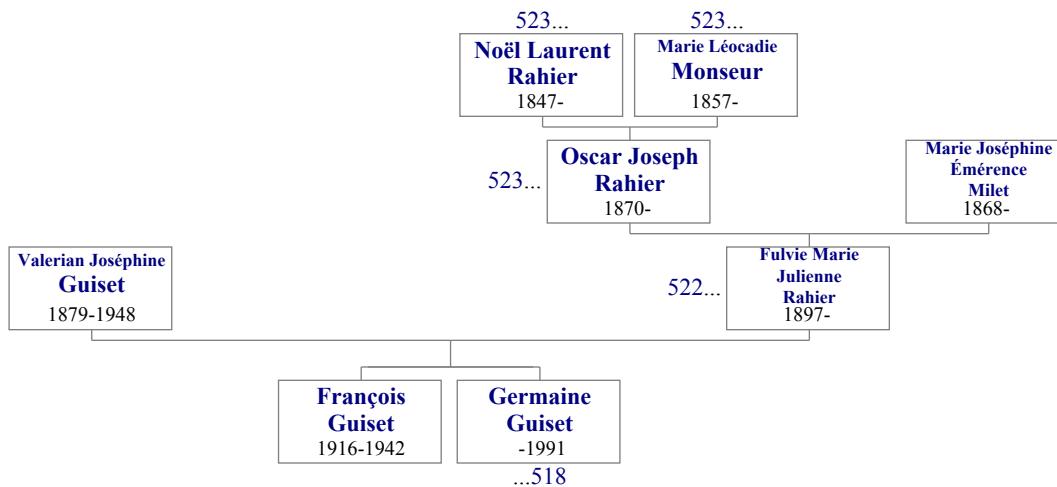 523...
523...
Noël Laurent
Rahier
1847-
Marie Léocadie
Monseur
1857-
523...
Oscar Joseph
Rahier
1870-
Marie Joséphine
Émérence
Milet
1868-
Valerian Joséphine
Guiset
1879-1948
522...
Fulvie Marie
Julienne
Rahier
1897-
François
Guiset
1916-1942
Germaine
Guiset
-1991
...518